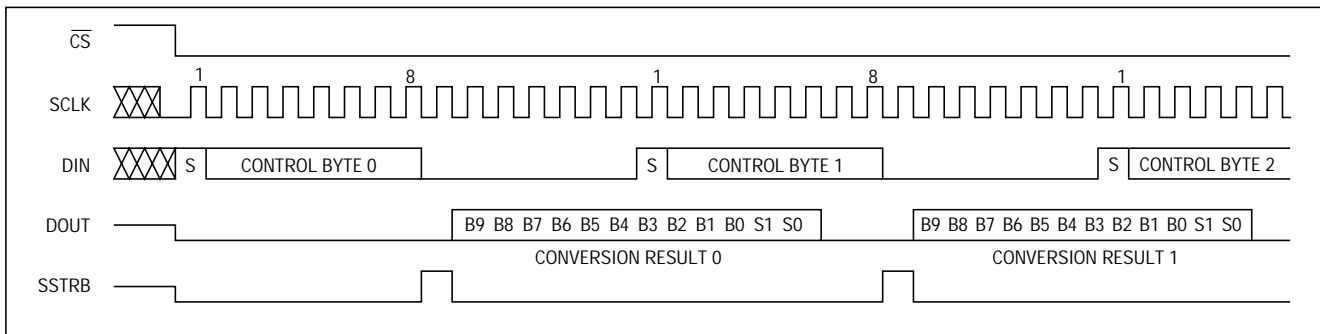 CS
1 8 1 8 1
SCLK
DIN S CONTROL BYTE 0 S CONTROL BYTE 1 S CONTROL BYTE 2
DOUT B9 B8 B7 B6 B5 B4 B3 B2 B1 B0 S1 S0 B9 B8 B7 B6 B5 B4 B3 B2 B1 B0 S1 S0
CONVERSION RESULT 0 CONVERSION RESULT 1
SSTRB